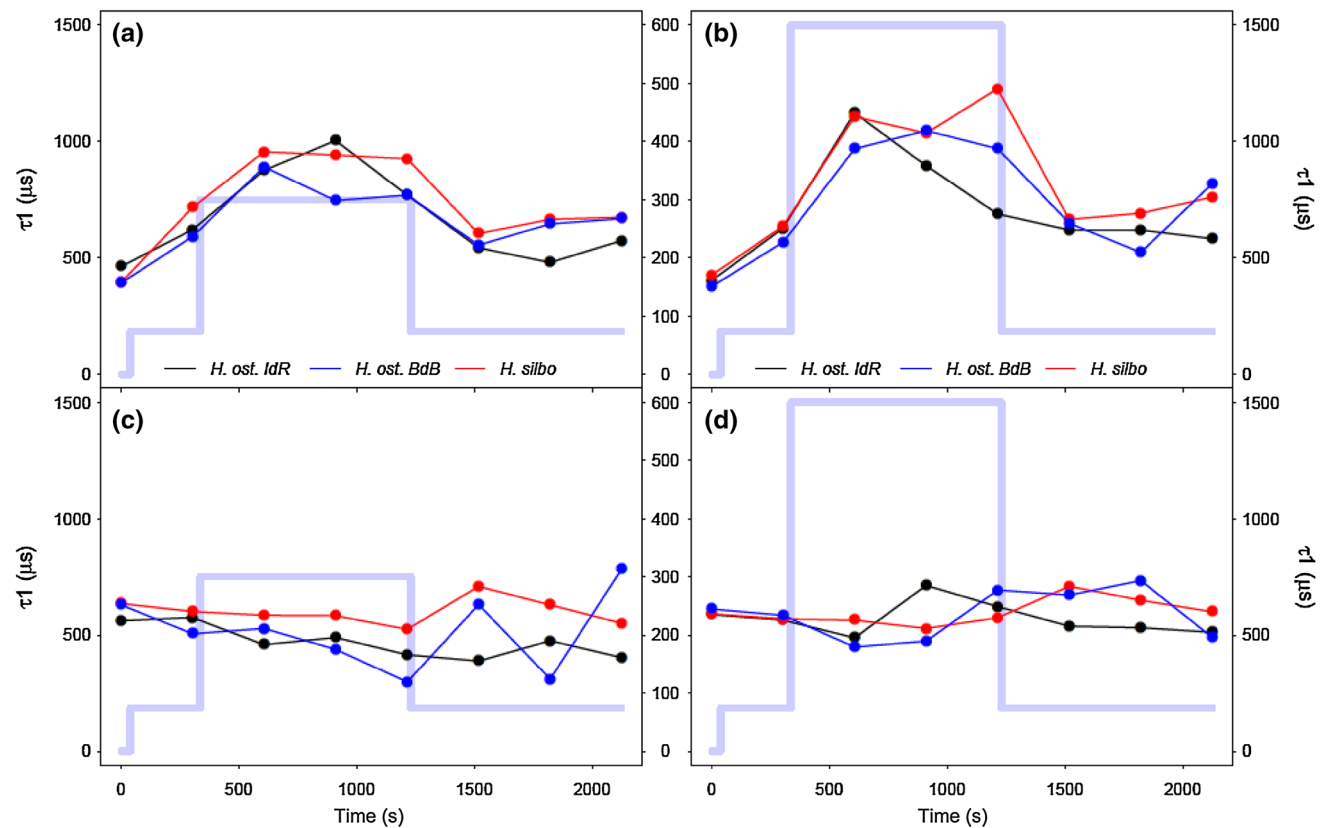 (a)
(b)
1500
1000
500
0
τ1 (µs)
600
500
400
300
200
100
0
1500
1000
500
0
τ1 (µs)
H. ost. IdR
H. ost. BdB
H. silbo
H. ost. IdR
H. ost. BdB
H. silbo
(c)
(d)
1500
1000
500
0
τ1 (µs)
600
500
400
300
200
100
0
1500
1000
500
0
τ1 (µs)
0 500 1000 1500 2000
0 500 1000 1500 2000
Time (s)
Time (s)